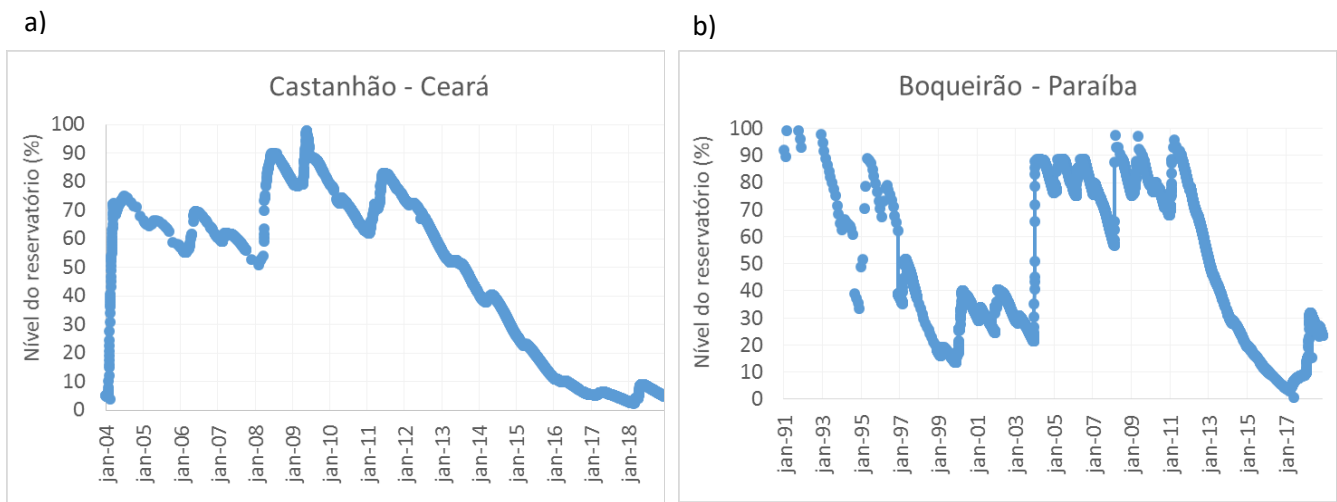 a)
Castanhão - Ceará
Nível do reservatório (%)
100
90
80
70
60
50
40
30
20
10
0
jan-04
jan-05
jan-06
jan-07
jan-08
jan-09
jan-10
jan-11
jan-12
jan-13
jan-14
jan-15
jan-16
jan-17
jan-18
b)
Boqueirão - Paraíba
Nível do reservatório (%)
100
90
80
70
60
50
40
30
20
10
0
jan-91
jan-93
jan-95
jan-97
jan-99
jan-01
jan-03
jan-05
jan-07
jan-09
jan-11
jan-13
jan-15
jan-17